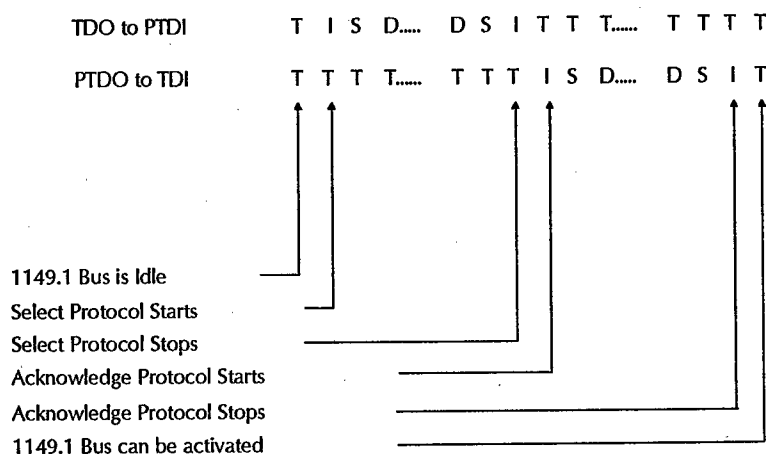 TDO to PTDI T I S D..... D S I T T T...... T T T T
PTDO to TDI T T T T...... T T T I S D..... D S I T
1149.1 Bus is Idle
Select Protocol Starts
Select Protocol Stops
Acknowledge Protocol Starts
Acknowledge Protocol Stops
1149.1 Bus can be activated